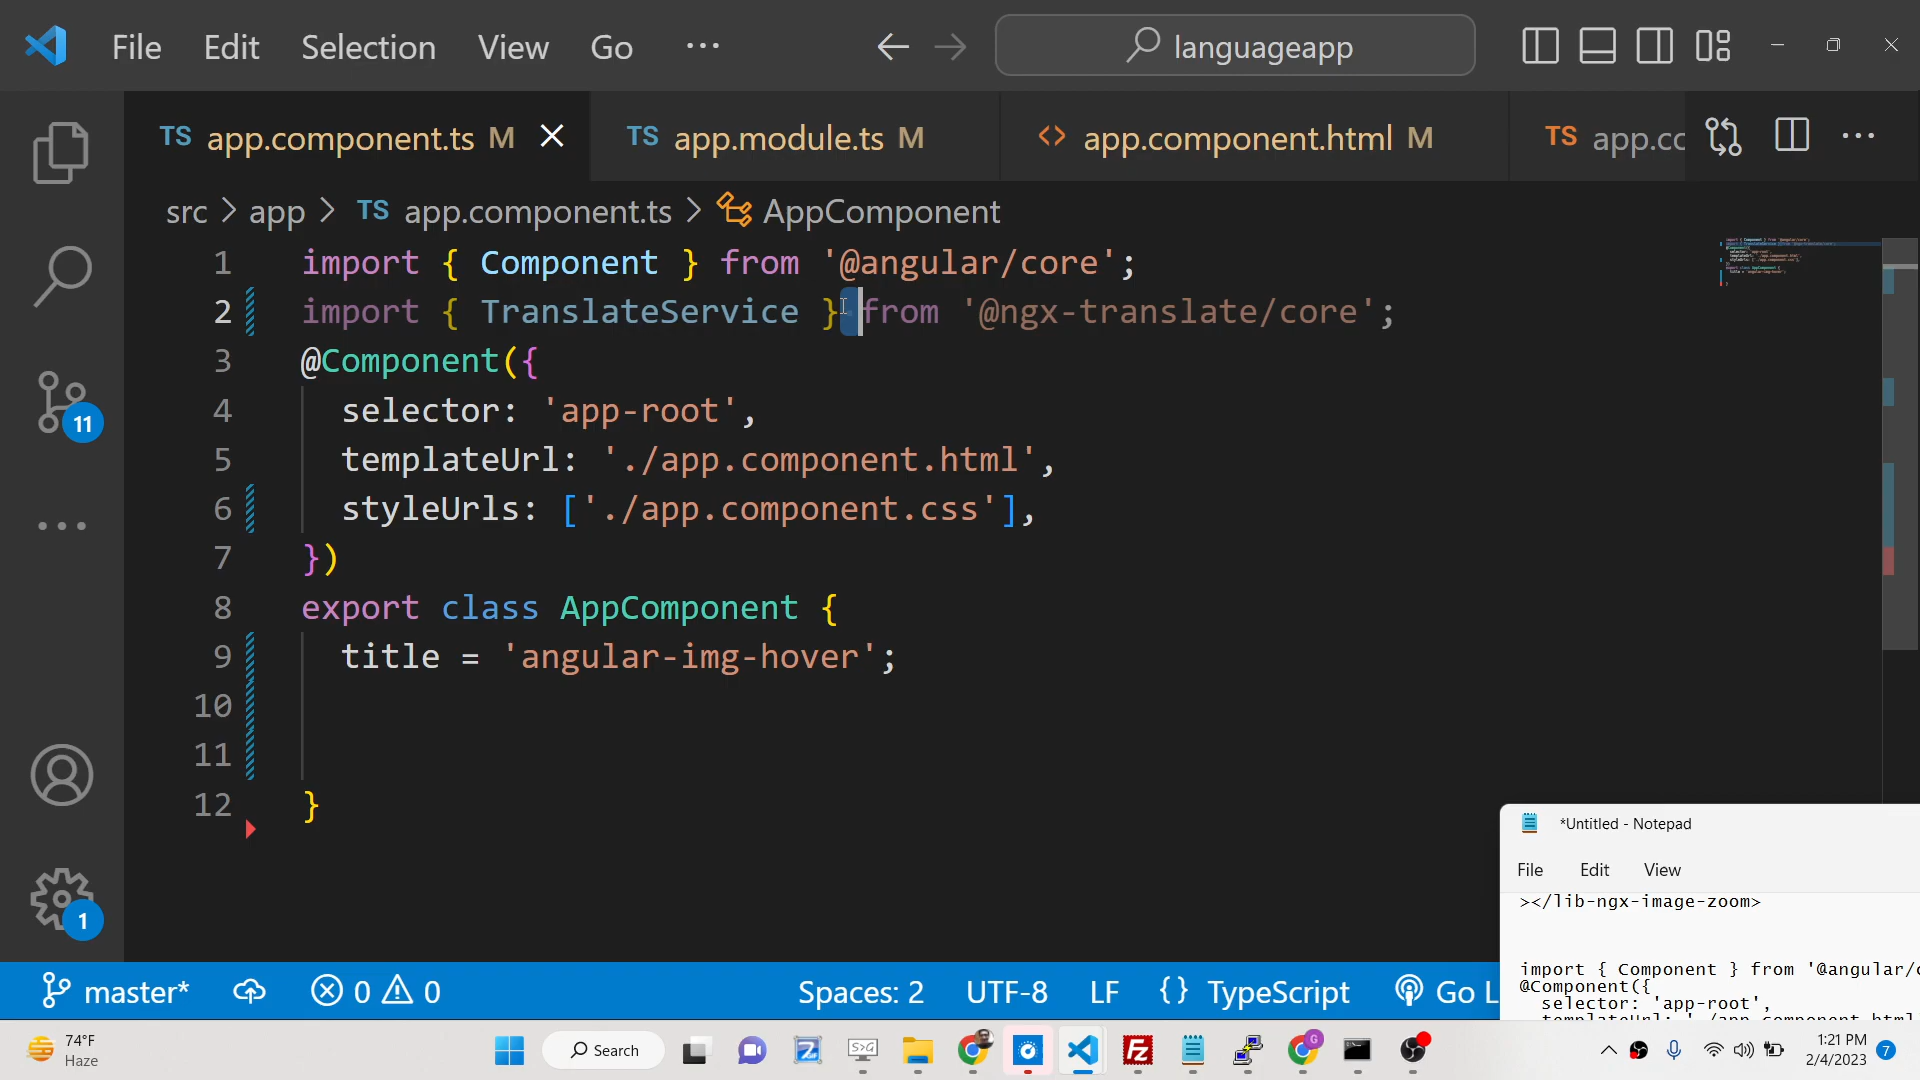 File Edit Selection View Go ... languageapp
TS app.component.ts M TS app.module.ts M <> app.component.html M TS app.cc
src > app > TS app.component.ts > AppComponent
1 import { Component } from '@angular/core';
2 import { TranslateService } from '@ngx-translate/core';
3 @Component({
4 selector: 'app-root',
5 templateUrl: './app.component.html',
6 styleUrls: ['./app.component.css'],
7 })
8 export class AppComponent {
9 title = 'angular-img-hover';
10
11
12 }
11
1
*Untitled - Notepad
File Edit View
></lib-ngx-image-zoom>
import { Component } from '@angular/c
@Component({
selector: 'app-root',
templateUrl: './app.component.html
master* 0 0 Spaces: 2 UTF-8 LF {} TypeScript Go L
74°F
Haze
Search
1:21 PM
2/4/2023
7